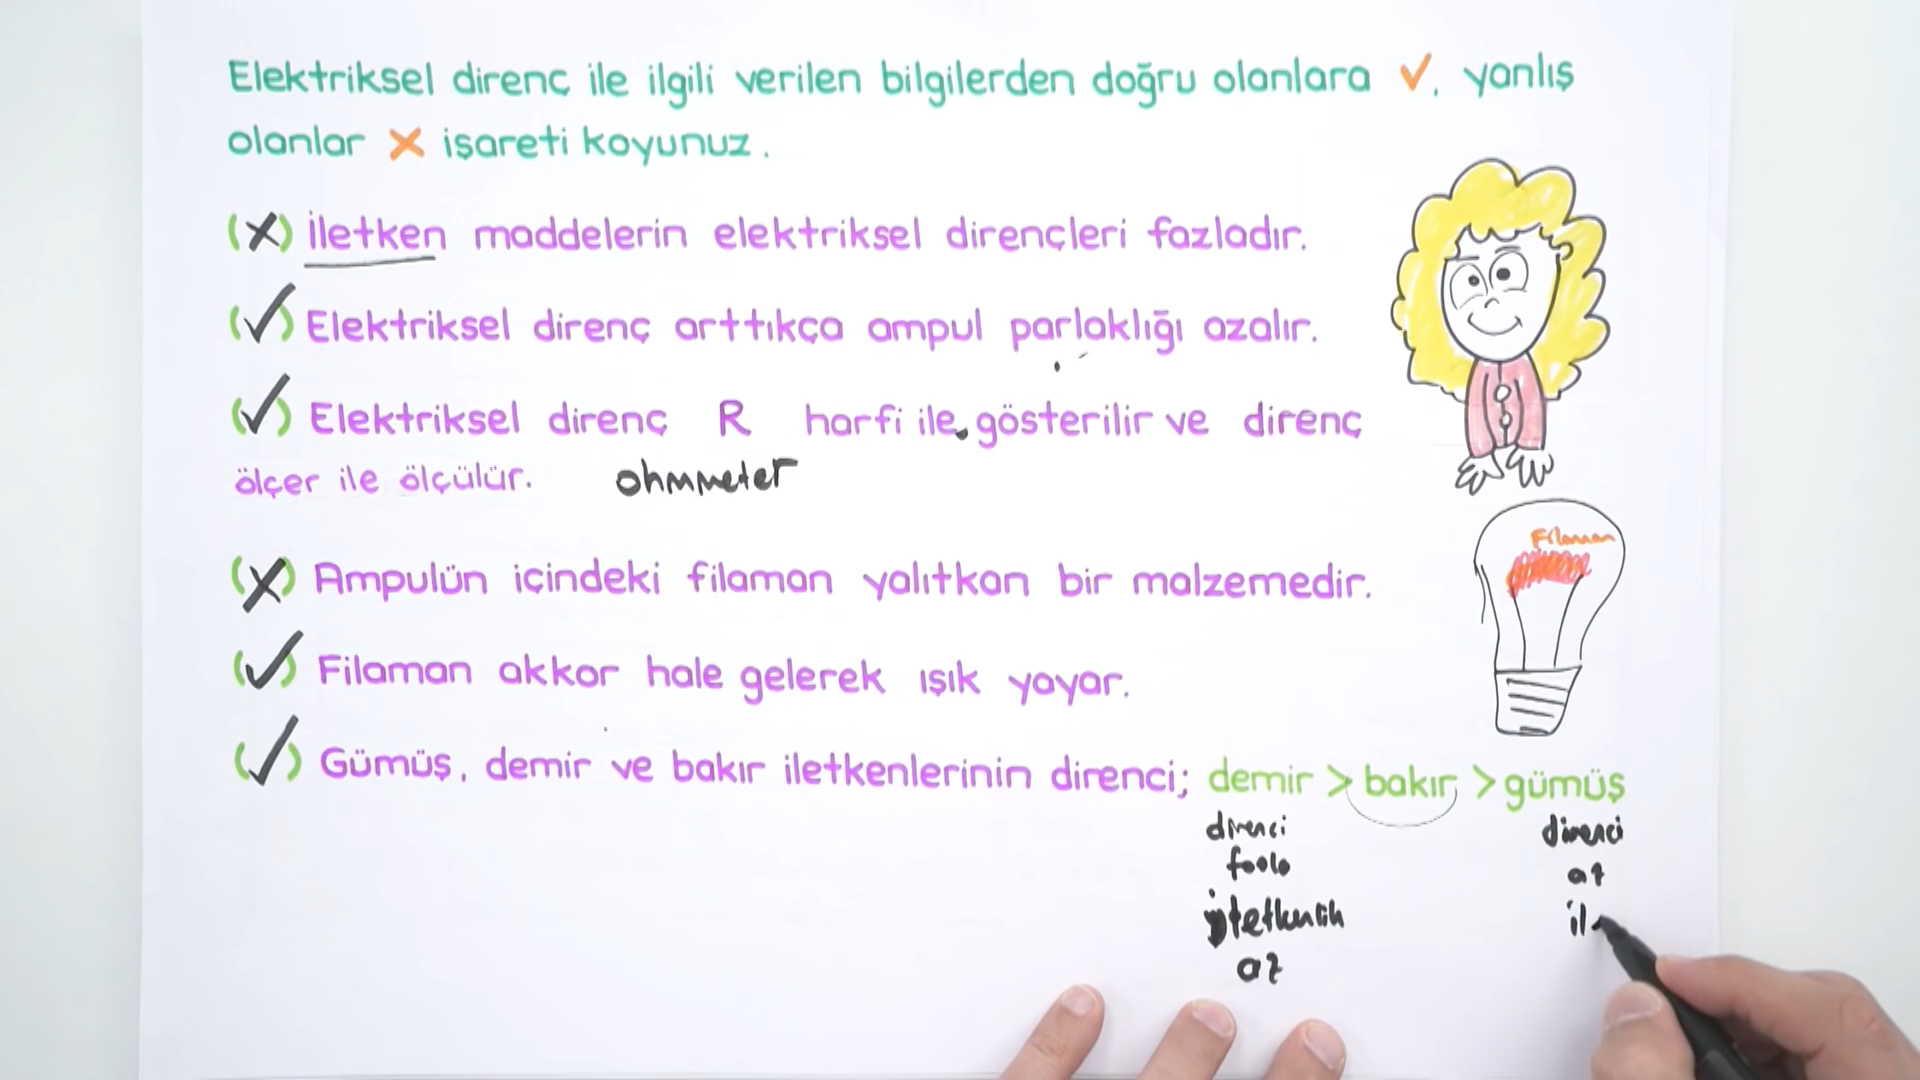 Elektriksel direnç ile ilgili verilen bilgilerden doğru olanlara ✓, yanlış
olanlar ✗ işareti koyunuz.
(✗) İletken maddelerin elektriksel dirençleri fazladır.
(✓) Elektriksel direnç arttıkça ampul parlaklığı azalır.
(✓) Elektriksel direnç R harfi ile gösterilir ve direnç
ölçer ile ölçülür. ohmmeter
Filaman
(✗) Ampulün içindeki filaman yalıtkan bir malzemedir.
(✓) Filaman akkor hale gelerek ışık yayar.
(✓) Gümüş, demir ve bakır iletkenlerinin direnci; demir > bakır > gümüş
direnci direnci
fazla az
az